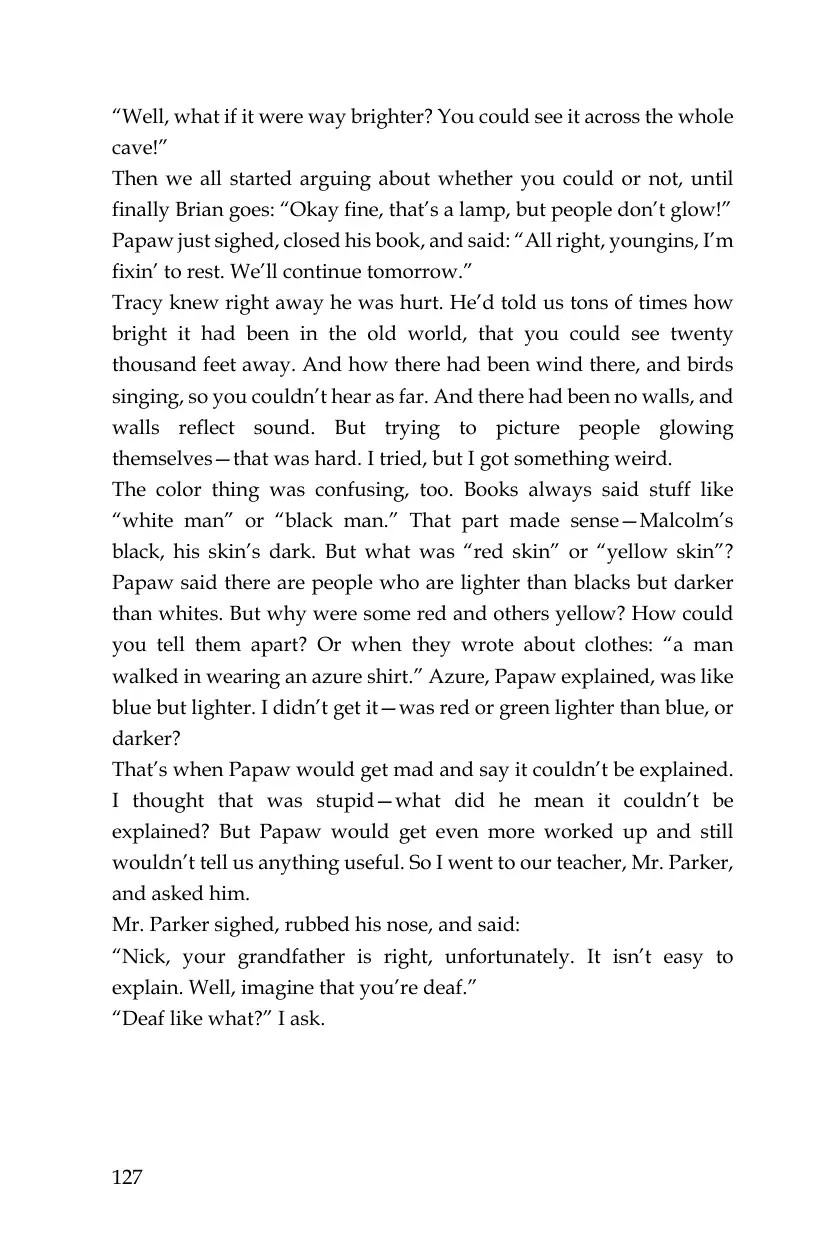 “Well, what if it were way brighter? You could see it across the whole
cave!”
Then we all started arguing about whether you could or not, until
finally Brian goes: “Okay fine, that’s a lamp, but people don’t glow!”
Papaw just sighed, closed his book, and said: “All right, youngins, I’m
fixin’ to rest. We’ll continue tomorrow.”
Tracy knew right away he was hurt. He’d told us tons of times how
bright it had been in the old world, that you could see twenty
thousand feet away. And how there had been wind there, and birds
singing, so you couldn’t hear as far. And there had been no walls, and
walls reflect sound. But trying to picture people glowing
themselves—that was hard. I tried, but I got something weird.
The color thing was confusing, too. Books always said stuff like
“white man” or “black man.” That part made sense—Malcolm’s
black, his skin’s dark. But what was “red skin” or “yellow skin”?
Papaw said there are people who are lighter than blacks but darker
than whites. But why were some red and others yellow? How could
you tell them apart? Or when they wrote about clothes: “a man
walked in wearing an azure shirt.” Azure, Papaw explained, was like
blue but lighter. I didn’t get it—was red or green lighter than blue, or
darker?
That’s when Papaw would get mad and say it couldn’t be explained.
I thought that was stupid—what did he mean it couldn’t be
explained? But Papaw would get even more worked up and still
wouldn’t tell us anything useful. So I went to our teacher, Mr. Parker,
and asked him.
Mr. Parker sighed, rubbed his nose, and said:
“Nick, your grandfather is right, unfortunately. It isn’t easy to
explain. Well, imagine that you’re deaf.”
“Deaf like what?” I ask.
127